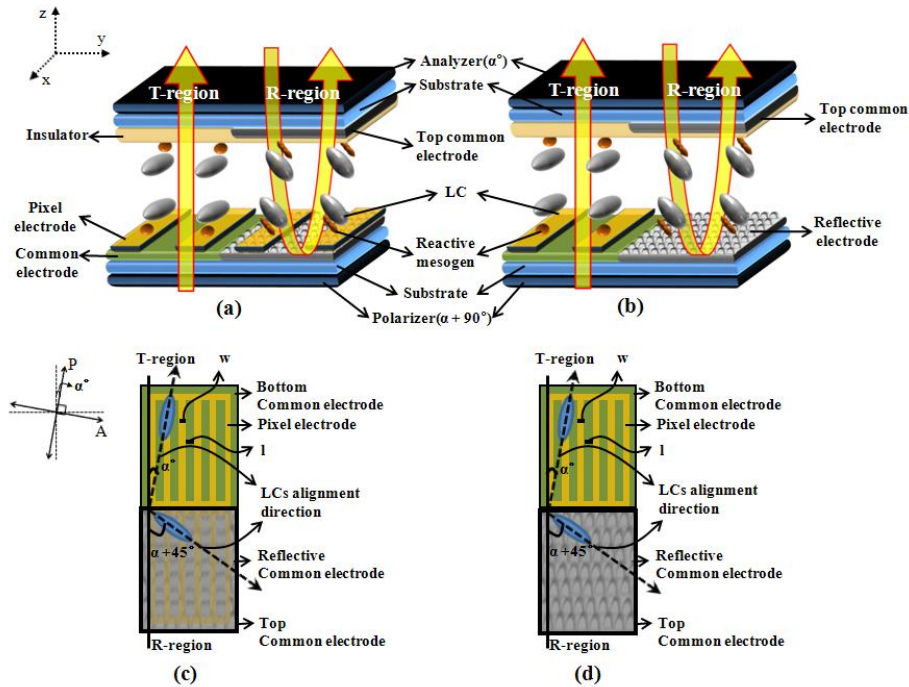 z
y
x
Analyzer(α°)
T-region
R-region
Substrate
Insulator
Top common
electrode
LC
Pixel
electrode
Common
electrode
Reactive
mesogen
Substrate
Polarizer(α + 90°)
(a)
T-region
R-region
Top common
electrode
Reflective
electrode
(b)
P
α°
A
T-region
w
Bottom
Common electrode
Pixel electrode
l
α°
LCs alignment
direction
α +45°
Reflective
Common electrode
Top
Common electrode
R-region
(c)
T-region
w
Bottom
Common electrode
Pixel electrode
l
α°
LCs alignment
direction
α +45°
Reflective
Common electrode
Top
Common electrode
R-region
(d)